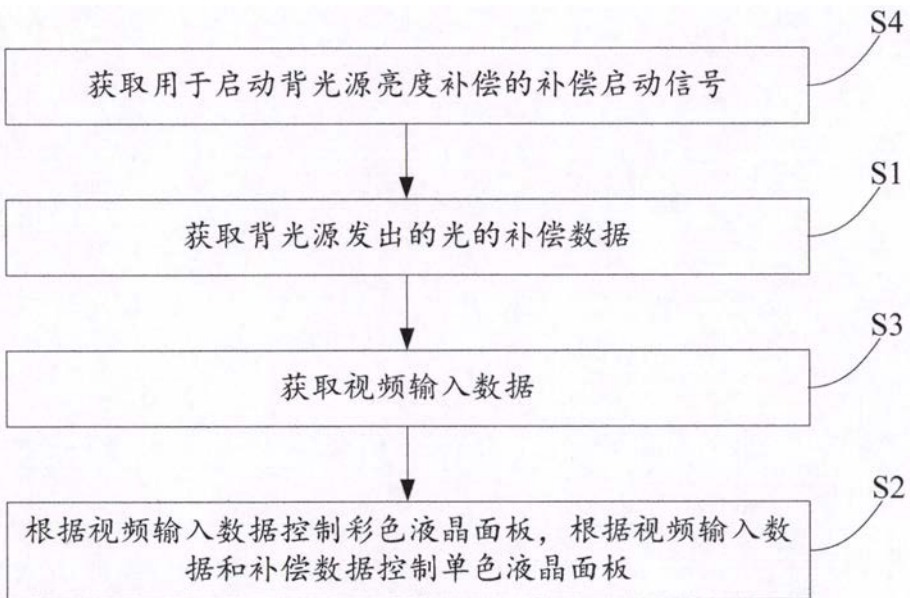 S4
获取用于启动背光源亮度补偿的补偿启动信号
S1
获取背光源发出的光的补偿数据
S3
获取视频输入数据
S2
根据视频输入数据控制彩色液晶面板，根据视频输入数
据和补偿数据控制单色液晶面板